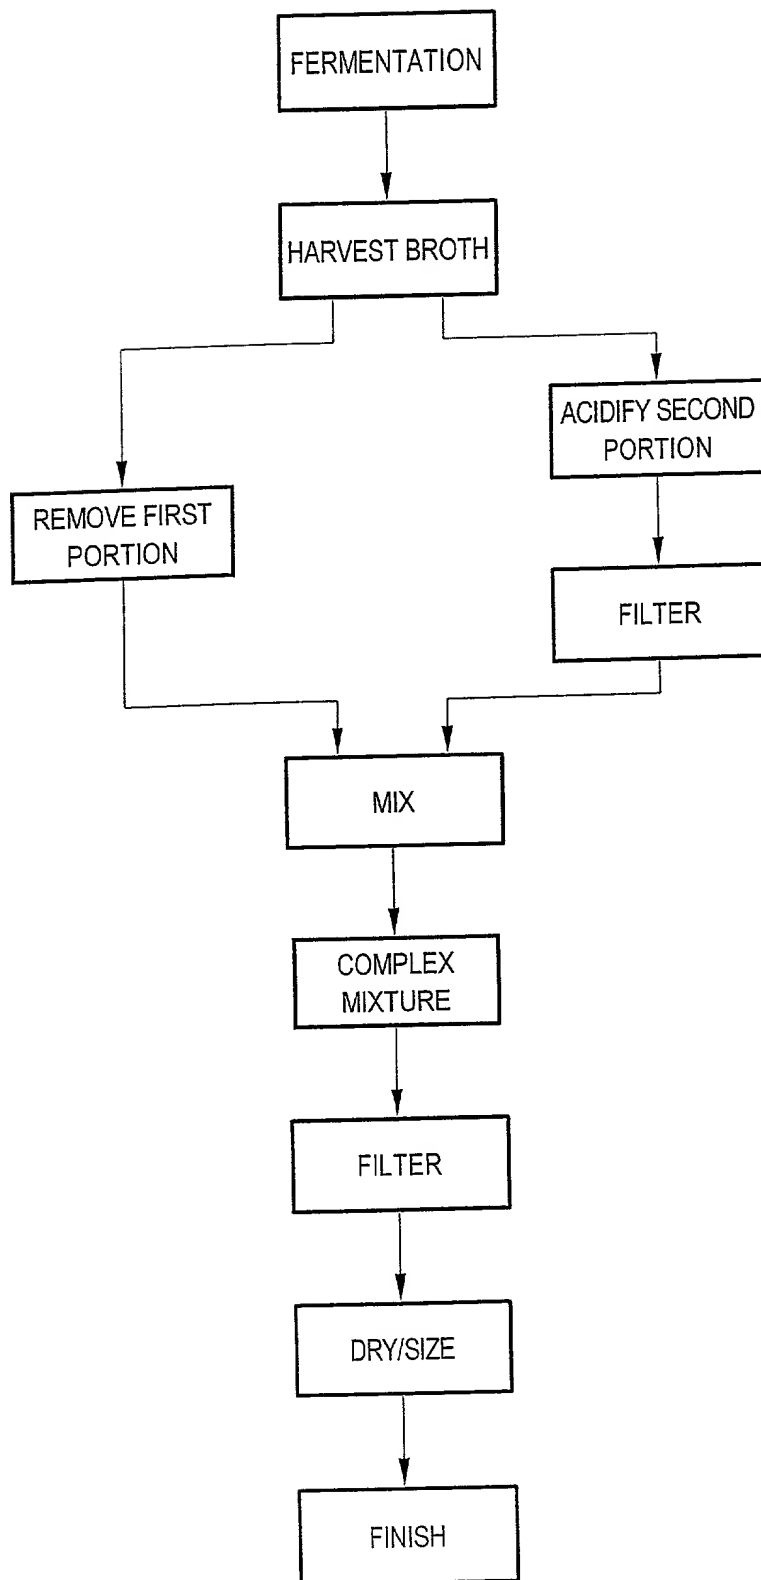 FERMENTATION
HARVEST BROTH
ACIDIFY SECOND
PORTION
REMOVE FIRST
PORTION
FILTER
MIX
COMPLEX
MIXTURE
FILTER
DRY/SIZE
FINISH